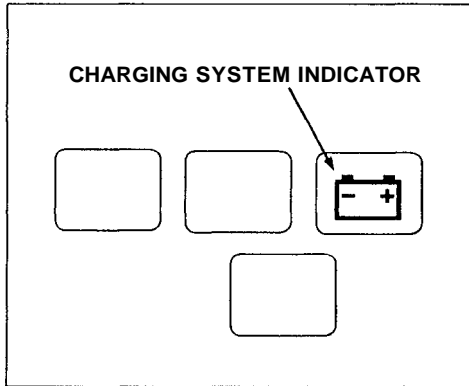 CHARGING SYSTEM INDICATOR
- +